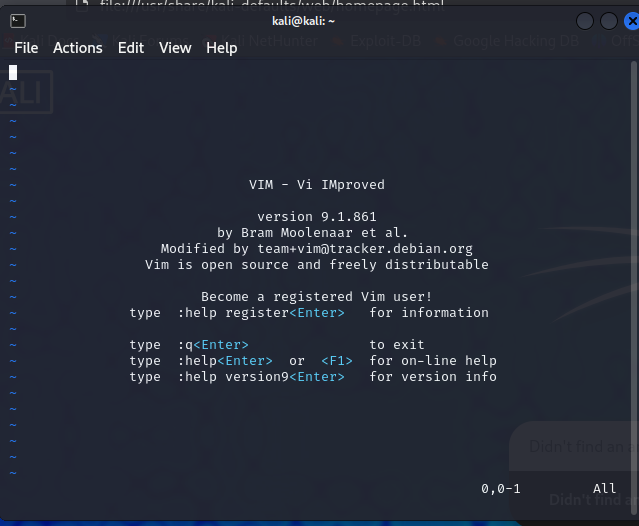 file:///usr/share/kali-defaults/web/homepage.html
kali@kali: ~
File Actions Edit View Help
Kali NetHunter Exploit-DB Google Hacking DB
ALI
~
~
~
~
~
~
~ VIM - Vi IMproved
~
~ version 9.1.861
~ by Bram Moolenaar et al.
~ Modified by team+vim@tracker.debian.org
~ Vim is open source and freely distributable
~
~ Become a registered Vim user!
~ type :help register<Enter> for information
~
~ type :q<Enter> to exit
~ type :help<Enter> or <F1> for on-line help
~ type :help version9<Enter> for version info
~
~
~
~
~ Didn't find an
~
~
0,0-1 All
Didn't find